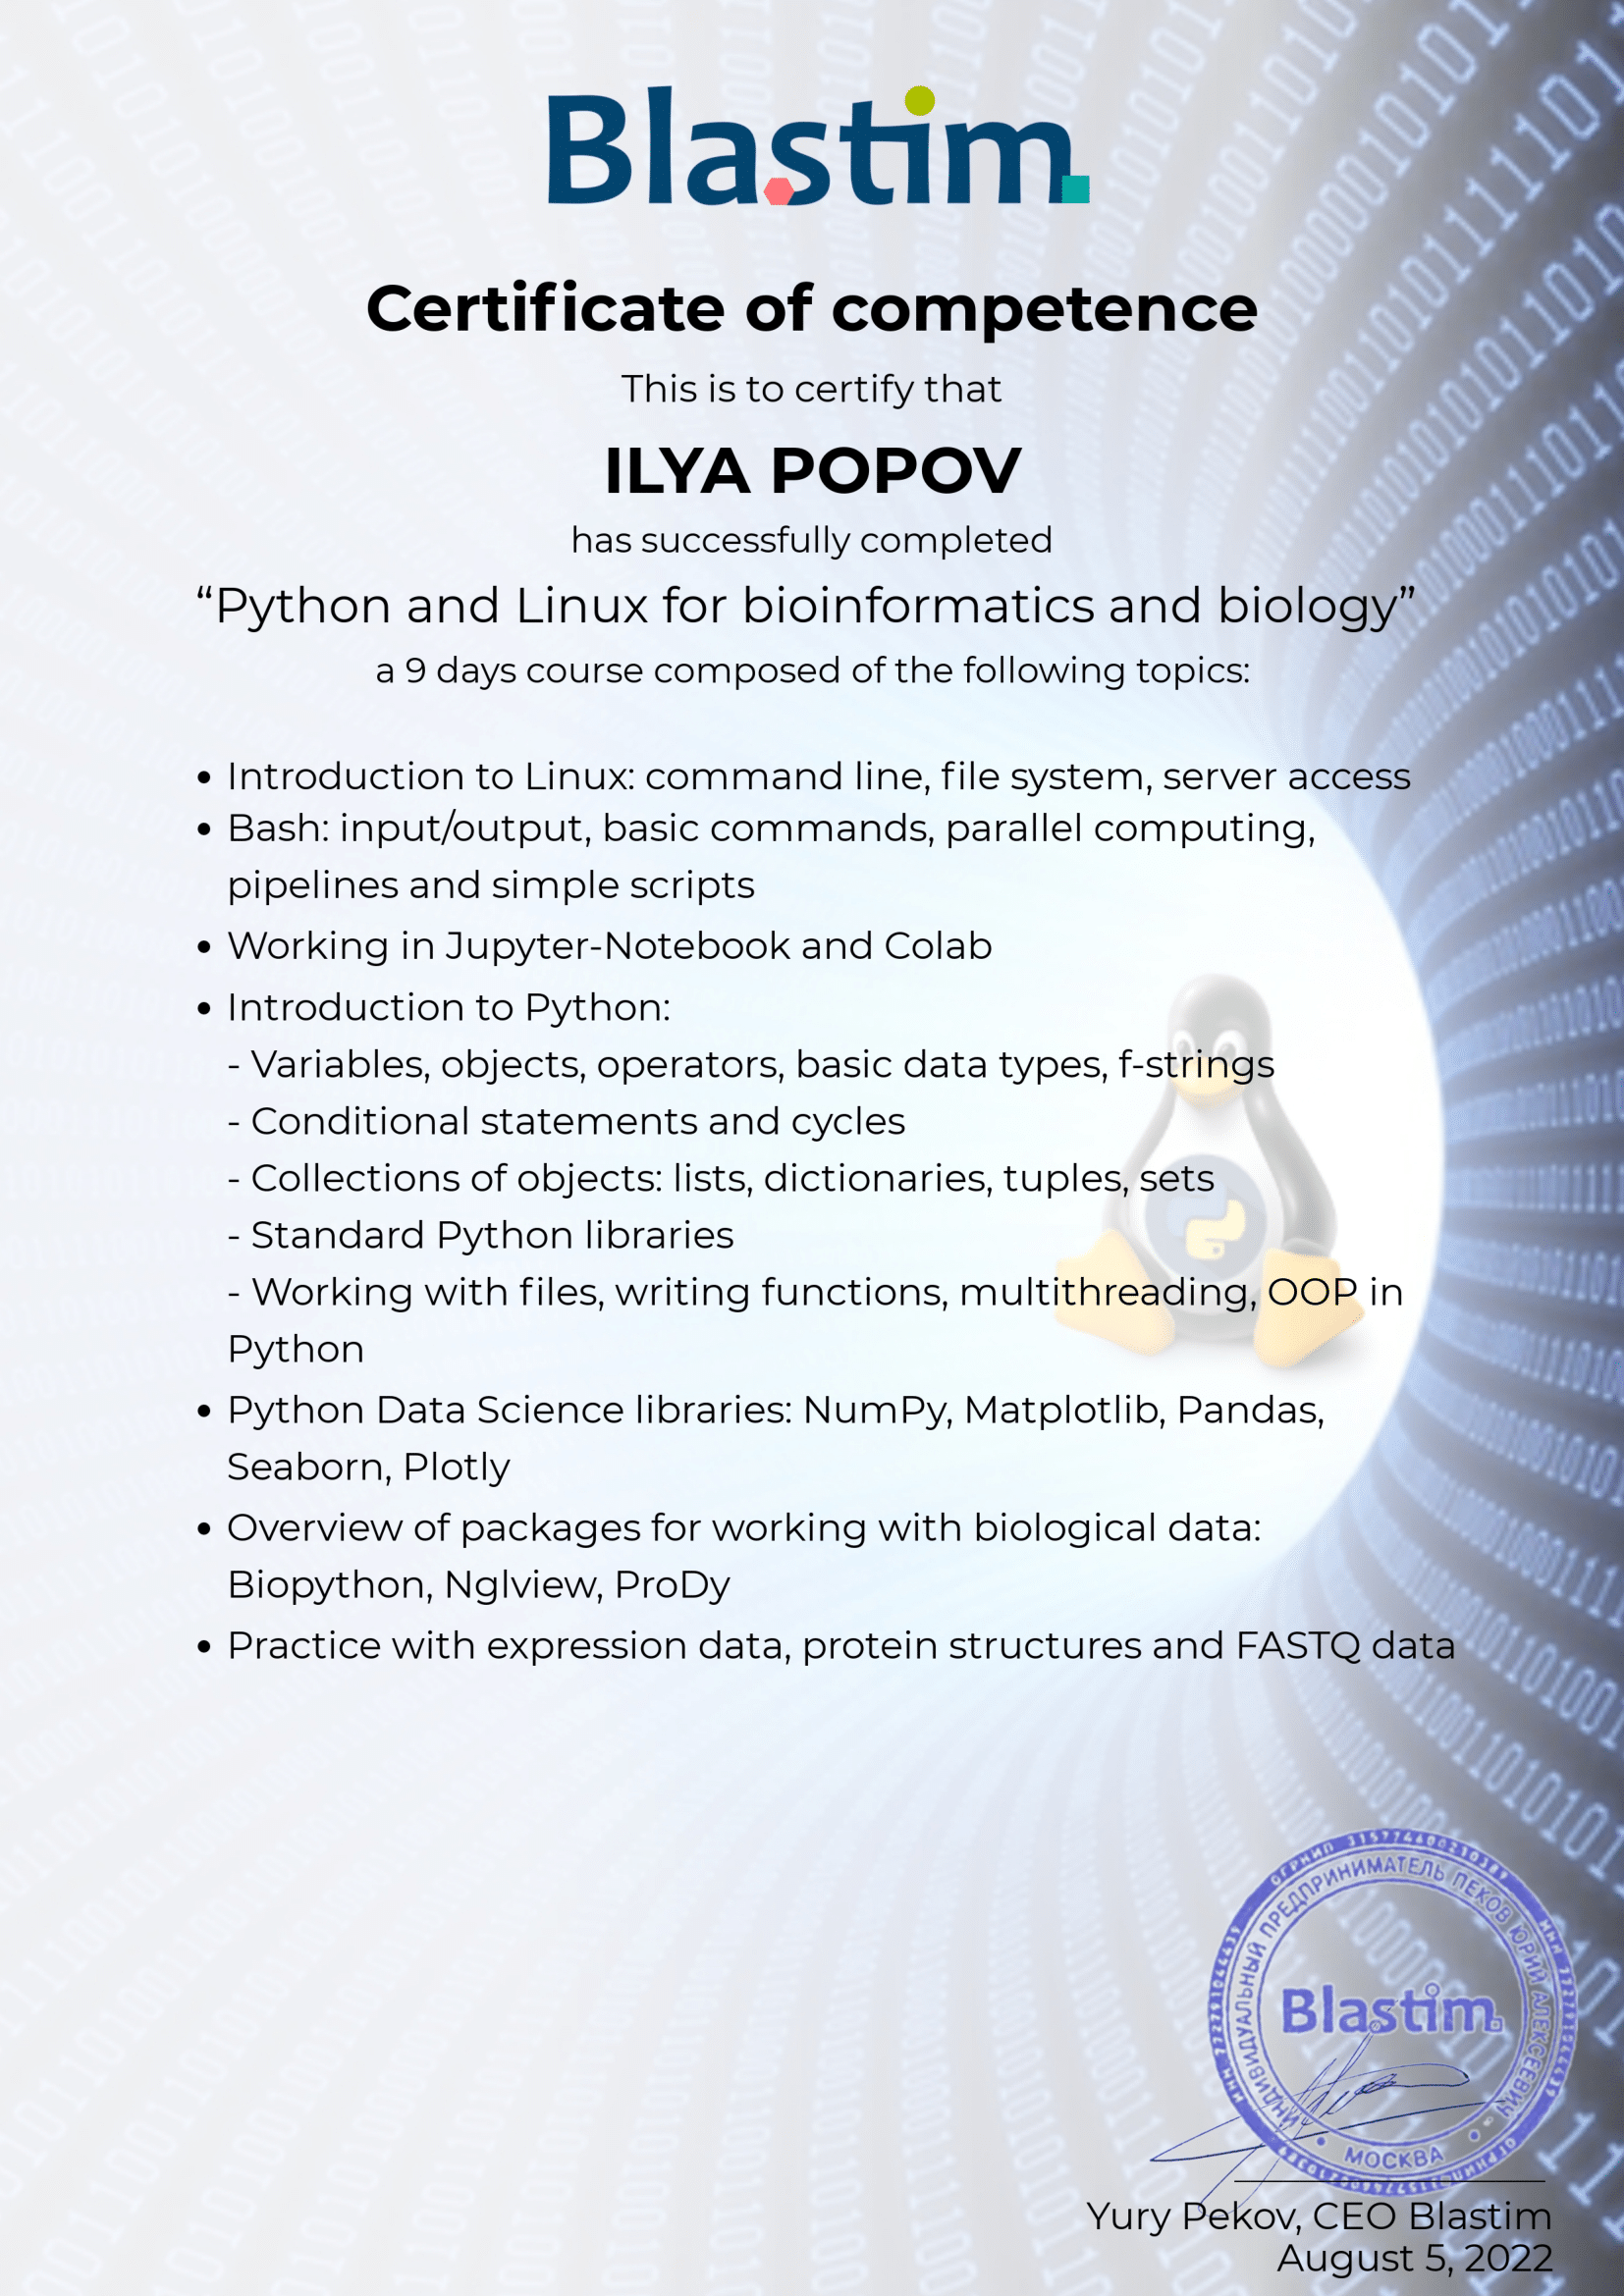 Blastim
Certificate of competence
This is to certify that
ILYA POPOV
has successfully completed
“Python and Linux for bioinformatics and biology”
a 9 days course composed of the following topics:
• Introduction to Linux: command line, file system, server access
• Bash: input/output, basic commands, parallel computing,
pipelines and simple scripts
• Working in Jupyter-Notebook and Colab
• Introduction to Python:
- Variables, objects, operators, basic data types, f-strings
- Conditional statements and cycles
- Collections of objects: lists, dictionaries, tuples, sets
- Standard Python libraries
- Working with files, writing functions, multithreading, OOP in
Python
• Python Data Science libraries: NumPy, Matplotlib, Pandas,
Seaborn, Plotly
• Overview of packages for working with biological data:
Biopython, Nglview, ProDy
• Practice with expression data, protein structures and FASTQ data
ОГРНИП
ИНН
ИНДИВИДУАЛЬНЫЙ ПРЕДПРИНИМАТЕЛЬ ПЕКОВ ЮРИЙ АЛЕКСЕЕВИЧ
Blastim
МОСКВА
Yury Pekov, CEO Blastim
August 5, 2022